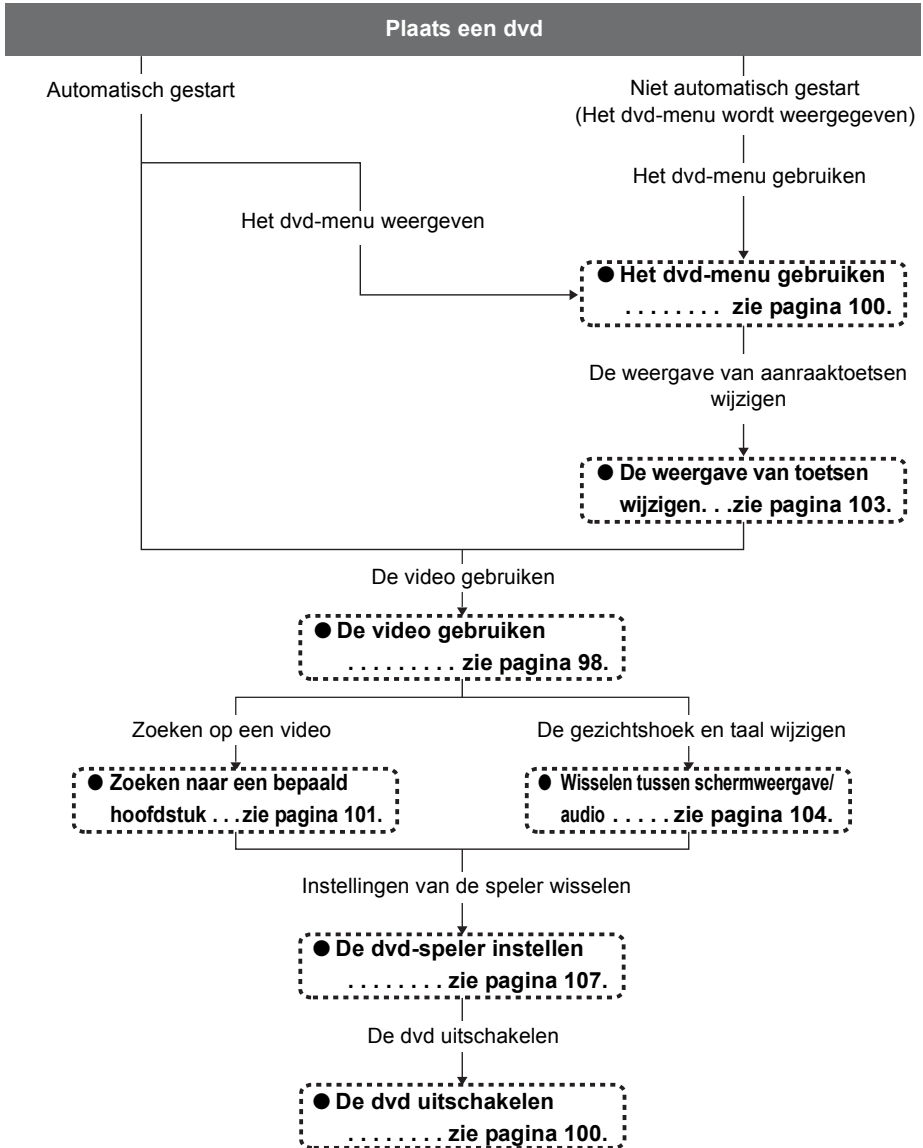 Plaats een dvd
Automatisch gestart
Niet automatisch gestart
(Het dvd-menu wordt weergegeven)
Het dvd-menu gebruiken
Het dvd-menu weergeven
● Het dvd-menu gebruiken
. . . . . . . . zie pagina 100.
De weergave van aanraaktoetsen
wijzigen
● De weergave van toetsen
wijzigen. . .zie pagina 103.
De video gebruiken
● De video gebruiken
. . . . . . . . . zie pagina 98.
Zoeken op een video
De gezichtshoek en taal wijzigen
● Zoeken naar een bepaald
hoofdstuk . . .zie pagina 101.
● Wisselen tussen schermweergave/
audio . . . . . zie pagina 104.
Instellingen van de speler wisselen
● De dvd-speler instellen
. . . . . . . . zie pagina 107.
De dvd uitschakelen
● De dvd uitschakelen
. . . . . . . . zie pagina 100.